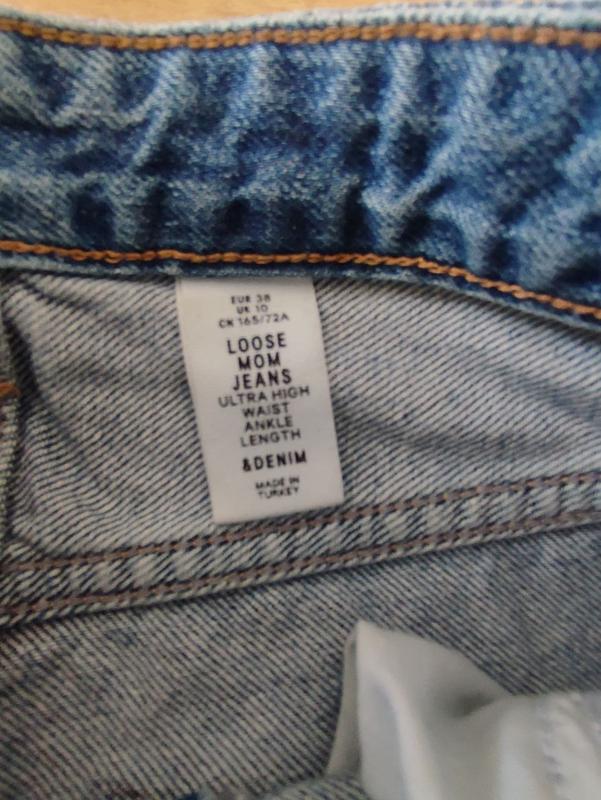 EUR 38
UK 10
CN 165/72A
LOOSE
MOM
JEANS
ULTRA HIGH
WAIST
ANKLE
LENGTH
&DENIM
MADE IN
TURKEY